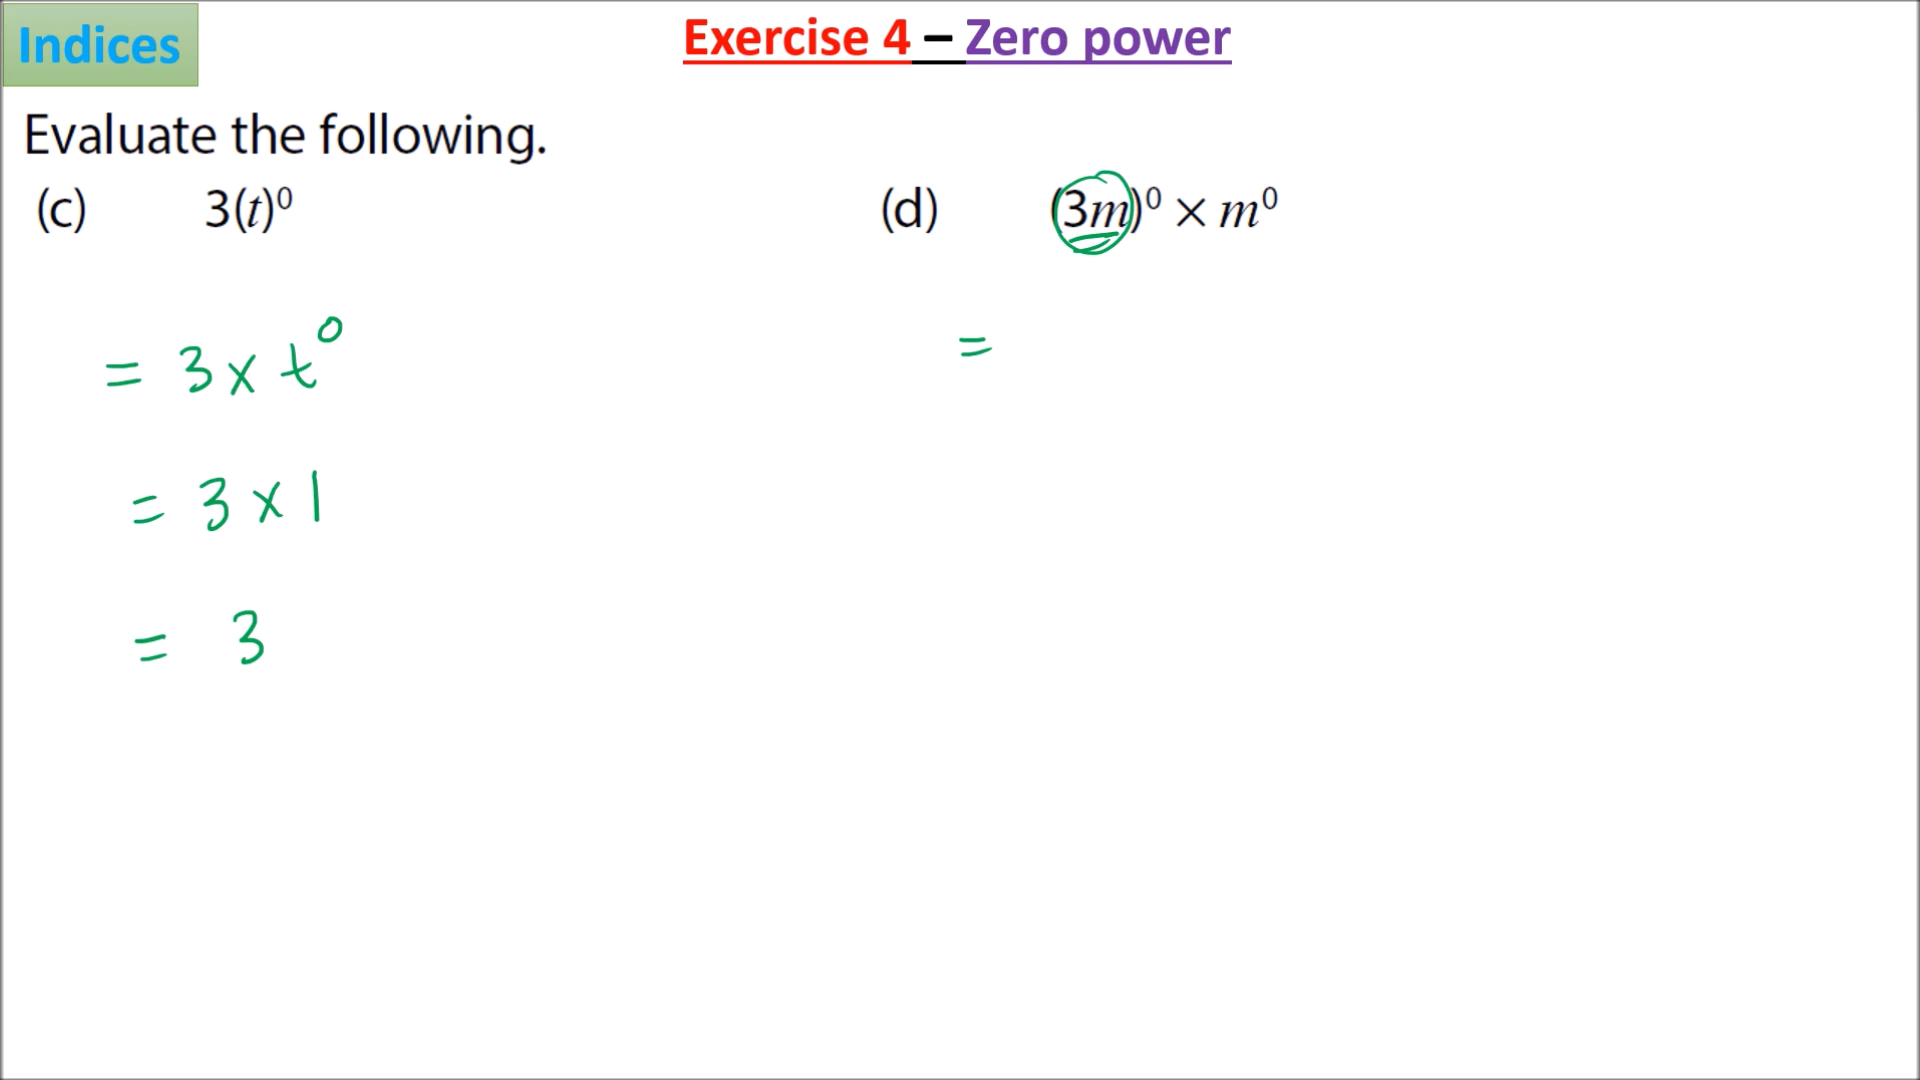 Indices
Exercise 4 – Zero power
Evaluate the following.
(c) 3(t)⁰
(d) (3m)⁰ × m⁰
= 3 x t⁰
=
= 3 x 1
= 3